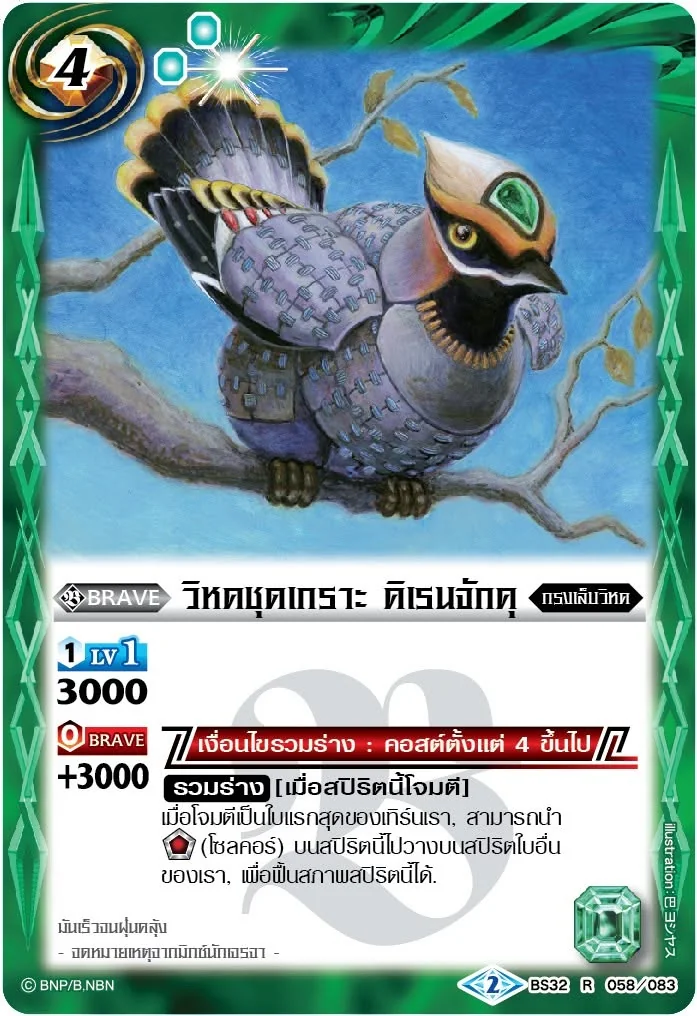 4
BRAVE วิหคชุดเกราะ คิเรนจักคุ กรงเล็บวิหค
1 LV1
3000
0 BRAVE
+3000
เงื่อนไขรวมร่าง : คอสต์ตั้งแต่ 4 ขึ้นไป
รวมร่าง [เมื่อสปิริตนี้โจมตี]
เมื่อโจมตีเป็นใบแรกสุดของเทิร์นเรา, สามารถนำ
(โซลคอร์) บนสปิริตนี้ไปวางบนสปิริตใบอื่น
ของเรา, เพื่อฟื้นสภาพสปิริตนี้ได้.
มันเร็วจนฝุ่นคลุ้ง
- จดหมายเหตุจากมิกซ์นักเจรจา -
illustration: 巴ヨシヤス
© BNP/B.NBN
2 BS32 R 058/083